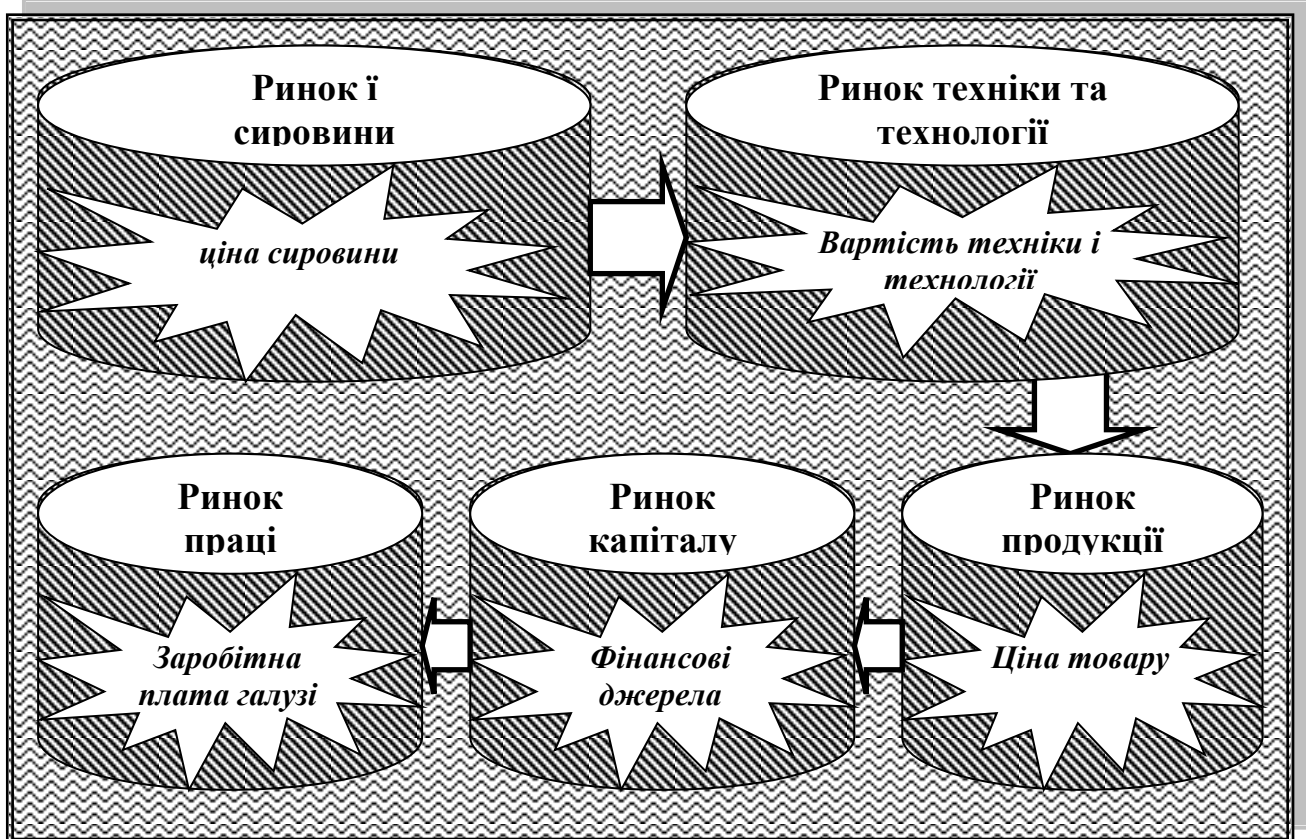 Ринок ї
сировини
ціна сировини
Ринок техніки та
технології
Вартість техніки і
технології
Ринок
праці
Заробітна
плата галузі
Ринок
капіталу
Фінансові
джерела
Ринок
продукції
Ціна товару